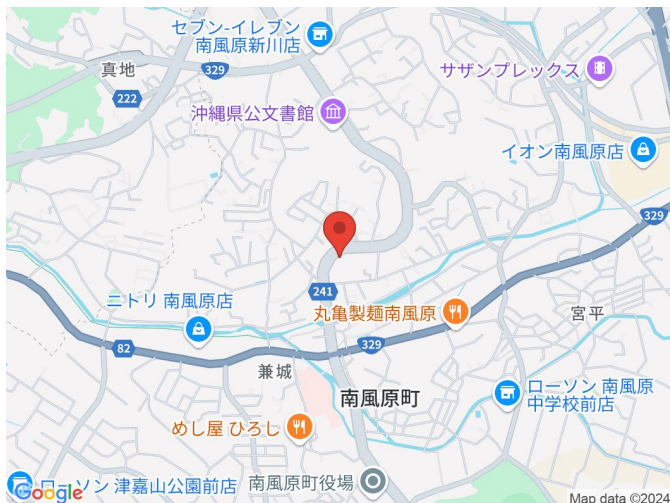 セブン-イレブン
南風原新川店
真地
329
サザンプレックス
222
沖縄県公文書館
イオン南風原店
329
241
ニトリ 南風原店
丸亀製麺南風原
宮平
82
329
兼城
ローソン 南風原
中学校前店
南風原町
めし屋 ひろし
ローソン 津嘉山公園前店
南風原町役場
Google
Map data ©2024